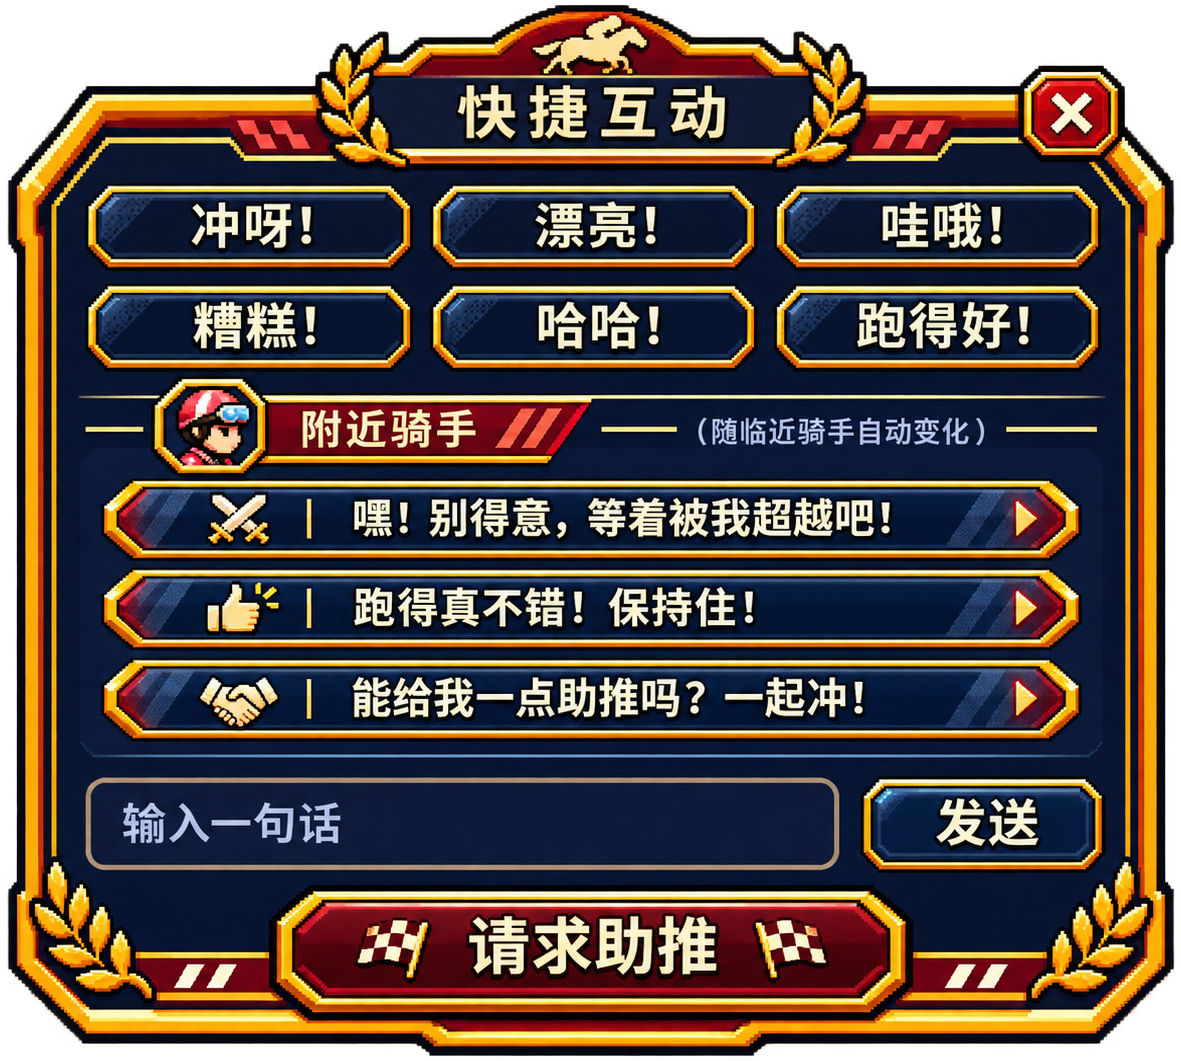 快捷互动
冲呀！
漂亮！
哇哦！
糟糕！
哈哈！
跑得好！
附近骑手
（随临近骑手自动变化）
嘿！别得意，等着被我超越吧！
跑得真不错！保持住！
能给我一点助推吗？一起冲！
输入一句话
发送
请求助推